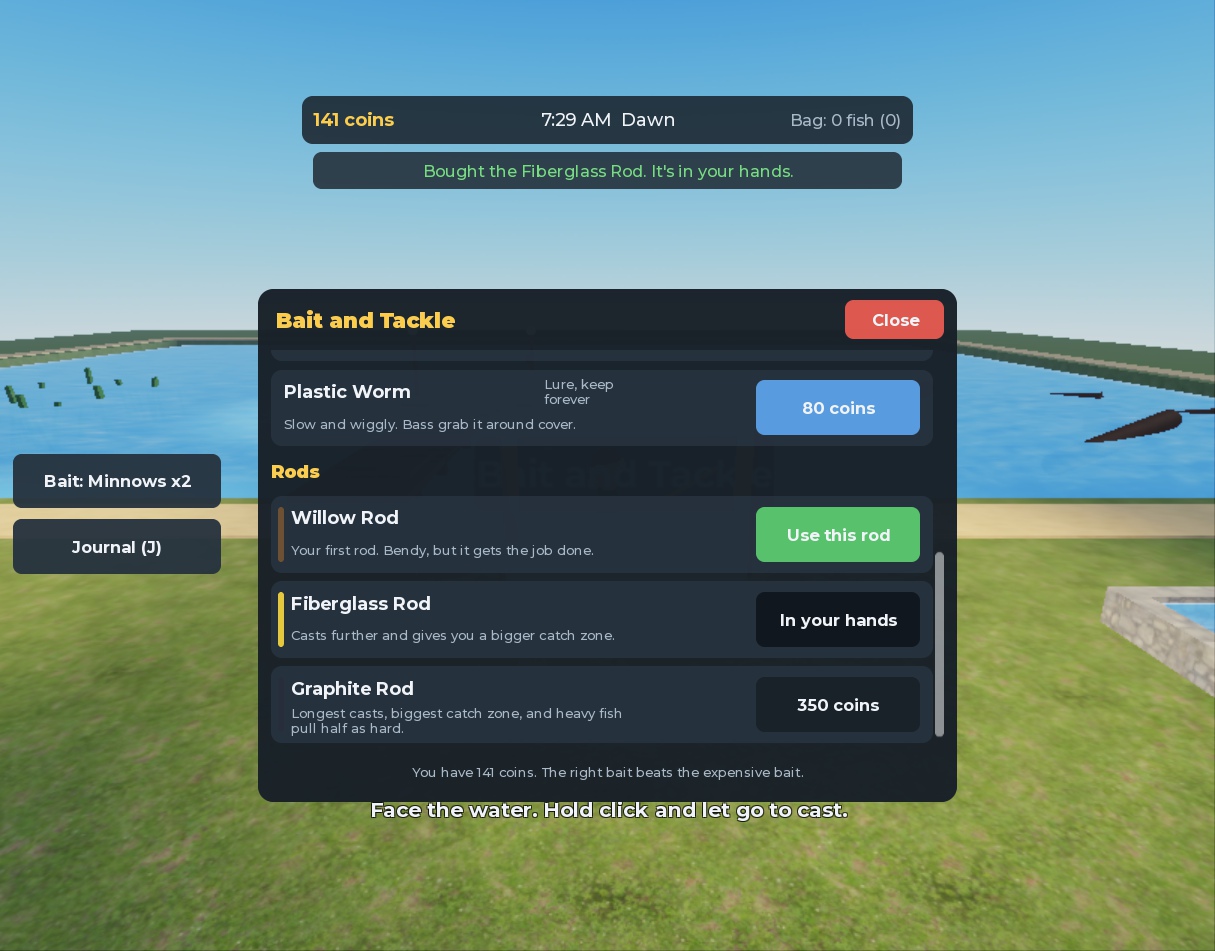 141 coins
7:29 AM  Dawn
Bag: 0 fish (0)
Bought the Fiberglass Rod. It's in your hands.
Bait and Tackle
Close
Plastic Worm
Lure, keep
forever
Slow and wiggly. Bass grab it around cover.
80 coins
Bait: Minnows x2
Journal (J)
Rods
Bait and Tackle
Willow Rod
Your first rod. Bendy, but it gets the job done.
Use this rod
Fiberglass Rod
Casts further and gives you a bigger catch zone.
In your hands
Graphite Rod
Longest casts, biggest catch zone, and heavy fish
pull half as hard.
350 coins
You have 141 coins. The right bait beats the expensive bait.
Face the water. Hold click and let go to cast.